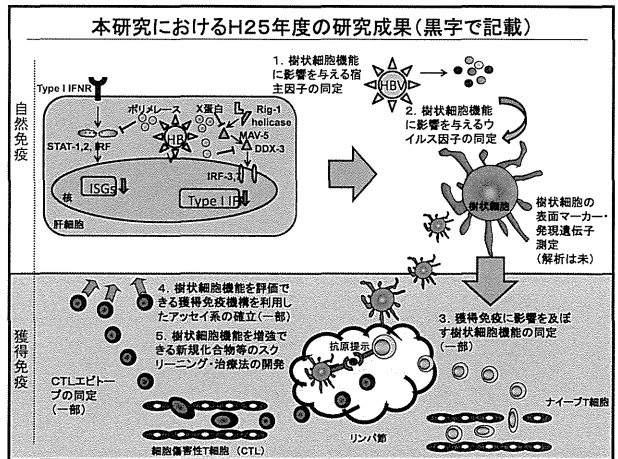 本研究におけるH25年度の研究成果(黒字で記載)
自然免疫
Type I IFNR
ポリメレース
X蛋白
Rig-1
helicase
HB
MAV-5
DDX-3
STAT-1,2, IRF
IRF-3,7
ISGs
Type I IF
核
肝細胞
1. 樹状細胞機能
に影響を与える宿
主因子の同定
HBV
2. 樹状細胞機能
に影響を与えるウ
イルス因子の同定
樹状細胞
樹状細胞の
表面マーカー・
発現遺伝子
測定
(解析は未)
獲得免疫
4. 樹状細胞機能を評価で
きる獲得免疫機構を利用し
たアッセイ系の確立(一部)
5. 樹状細胞機能を増強で
きる新規化合物等のスク
リーニング・治療法の開発
3. 獲得免疫に影響を及ぼ
す樹状細胞機能の同定
(一部)
抗原提示
CTLエピトー
プの同定
(一部)
細胞傷害性T細胞(CTL)
リンパ節
ナイーブT細胞